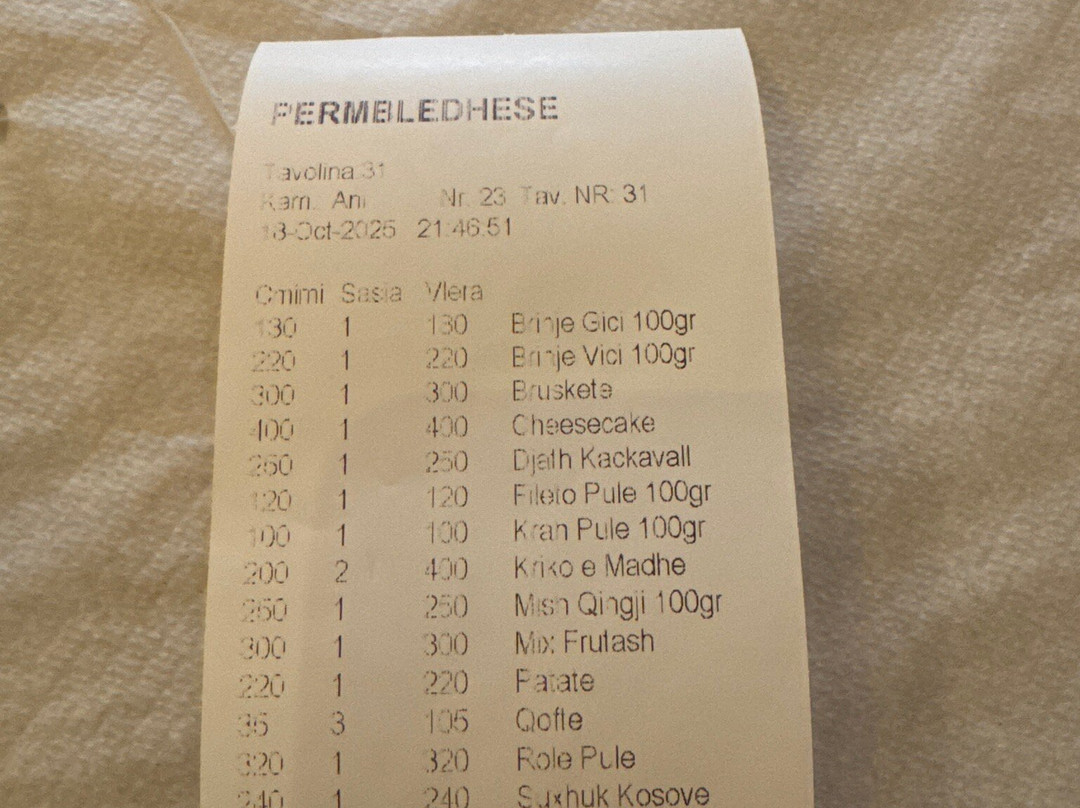 PERMBLEDHESE
Tavolina 31
Kam. Ani Nr. 23 Tav. NR: 31
18-Oct-2025 21:46:51
Cmimi Sasia Vlera
130 1 130 Brinje Gici 100gr
220 1 220 Brinje Vici 100gr
300 1 300 Bruskete
400 1 400 Cheesecake
250 1 250 Djath Kackavall
120 1 120 Fileto Pule 100gr
100 1 100 Krah Pule 100gr
200 2 400 Kriko e Madhe
250 1 250 Mish Qingji 100gr
300 1 300 Mix Frutash
220 1 220 Patate
35 3 105 Qofte
320 1 320 Role Pule
240 1 240 Suxhuk Kosove